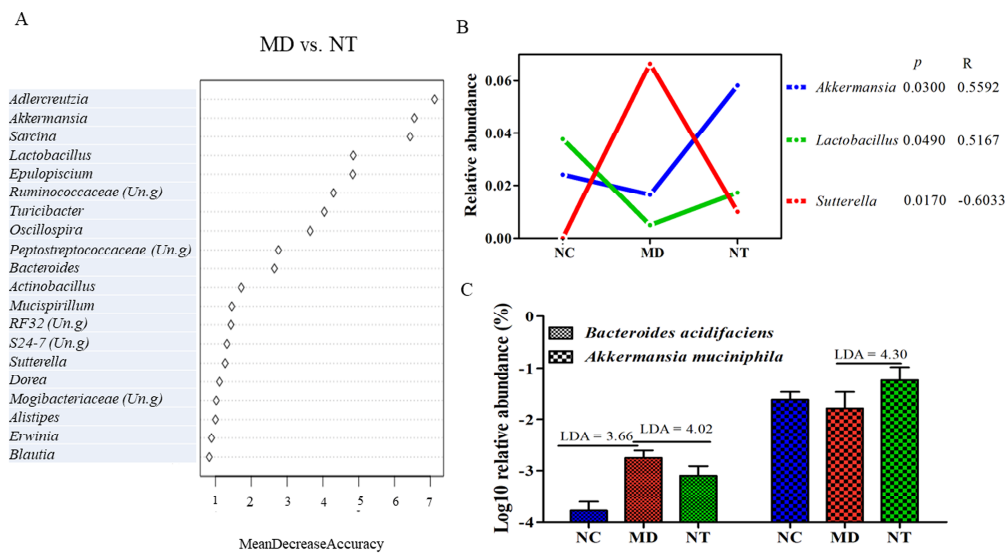 A
MD vs. NT
Adlercreutzia
Akkermansia
Sarcina
Lactobacillus
Epulopiscium
Ruminococcaceae (Un.g)
Turicibacter
Oscillospira
Peptostreptococcaceae (Un.g)
Bacteroides
Actinobacillus
Mucispirillum
RF32 (Un.g)
S24-7 (Un.g)
Sutterella
Dorea
Mogibacteriaceae (Un.g)
Alistipes
Erwinia
Blautia
1 2 3 4 5 6 7
MeanDecreaseAccuracy
B
Relative abundance
0.06
0.04
0.02
0.00
NC MD NT
p R
Akkermansia 0.0300 0.5592
Lactobacillus 0.0490 0.5167
Sutterella 0.0170 -0.6033
C
Log10 relative abundance (%)
0
-1
-2
-3
-4
Bacteroides acidifaciens
Akkermansia muciniphila
LDA = 3.66
LDA = 4.02
LDA = 4.30
NC MD NT NC MD NT